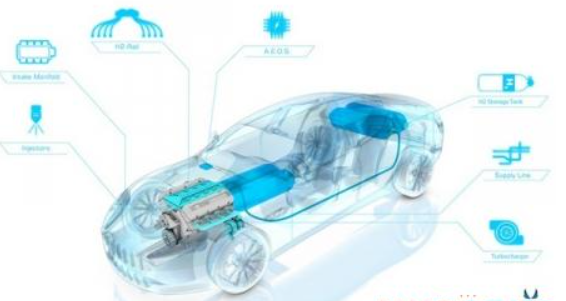 H2 Rail
A.E.O.S.
Intake Manifold
H2 Storage Tank
Injectors
Supply Line
Turbocharger